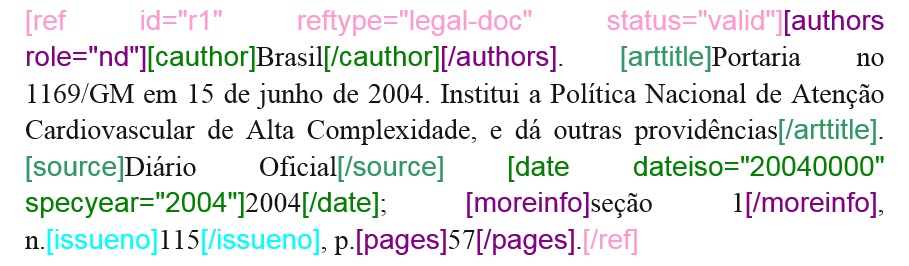 [ref id="r1" reftype="legal-doc" status="valid"][authors
role="nd"][cauthor]Brasil[/cauthor][/authors]. [arttitle]Portaria no
1169/GM em 15 de junho de 2004. Institui a Política Nacional de Atenção
Cardiovascular de Alta Complexidade, e dá outras providências[/arttitle].
[source]Diário Oficial[/source] [date dateiso="20040000"
specyear="2004"]2004[/date]; [moreinfo]seção 1[/moreinfo],
n.[issueno]115[/issueno], p.[pages]57[/pages].[/ref]